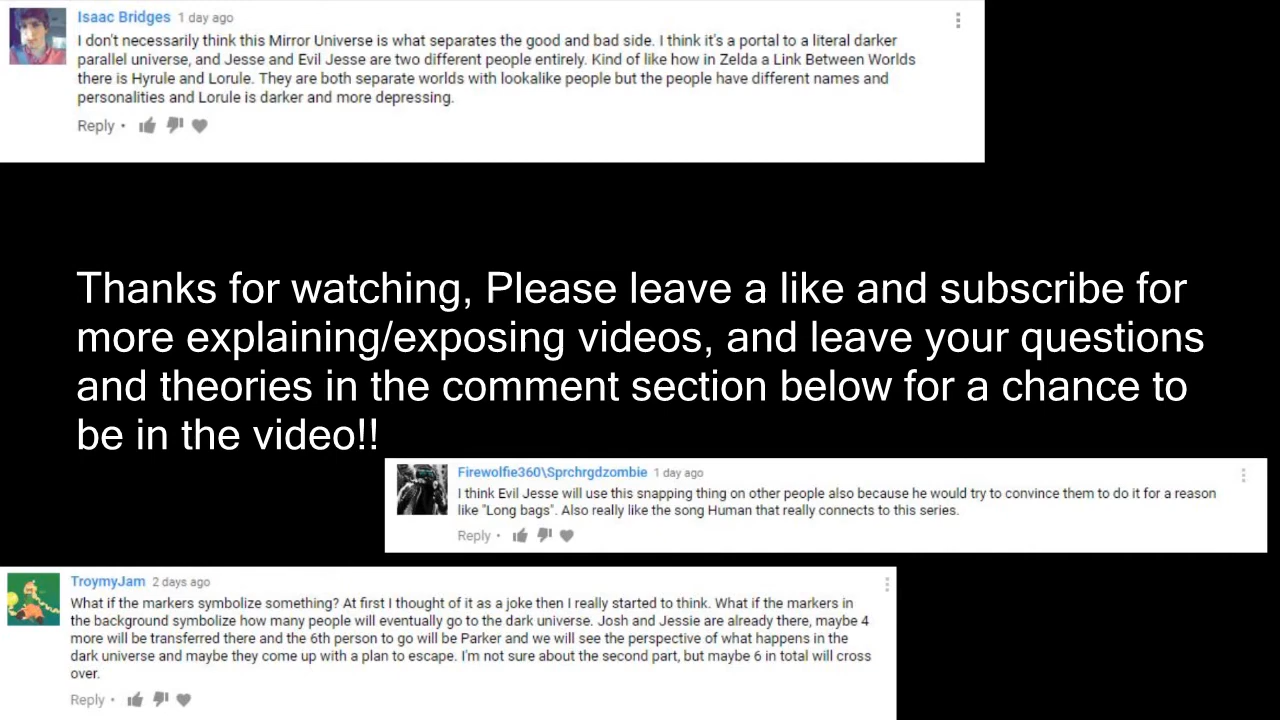 Isaac Bridges 1 day ago
I don't necessarily think this Mirror Universe is what separates the good and bad side. I think it's a portal to a literal darker
parallel universe, and Jesse and Evil Jesse are two different people entirely. Kind of like how in Zelda a Link Between Worlds
there is Hyrule and Lorule. They are both separate worlds with lookalike people but the people have different names and
personalities and Lorule is darker and more depressing.
Reply •
Thanks for watching, Please leave a like and subscribe for
more explaining/exposing videos, and leave your questions
and theories in the comment section below for a chance to
be in the video!!
Firewolfie360\Sprchrgdzombie 1 day ago
I think Evil Jesse will use this snapping thing on other people also because he would try to convince them to do it for a reason
like "Long bags". Also really like the song Human that really connects to this series.
Reply •
TroymyJam 2 days ago
What if the markers symbolize something? At first I thought of it as a joke then I really started to think. What if the markers in
the background symbolize how many people will eventually go to the dark universe. Josh and Jessie are already there, maybe 4
more will be transferred there and the 6th person to go will be Parker and we will see the perspective of what happens in the
dark universe and maybe they come up with a plan to escape. I'm not sure about the second part, but maybe 6 in total will cross
over.
Reply •